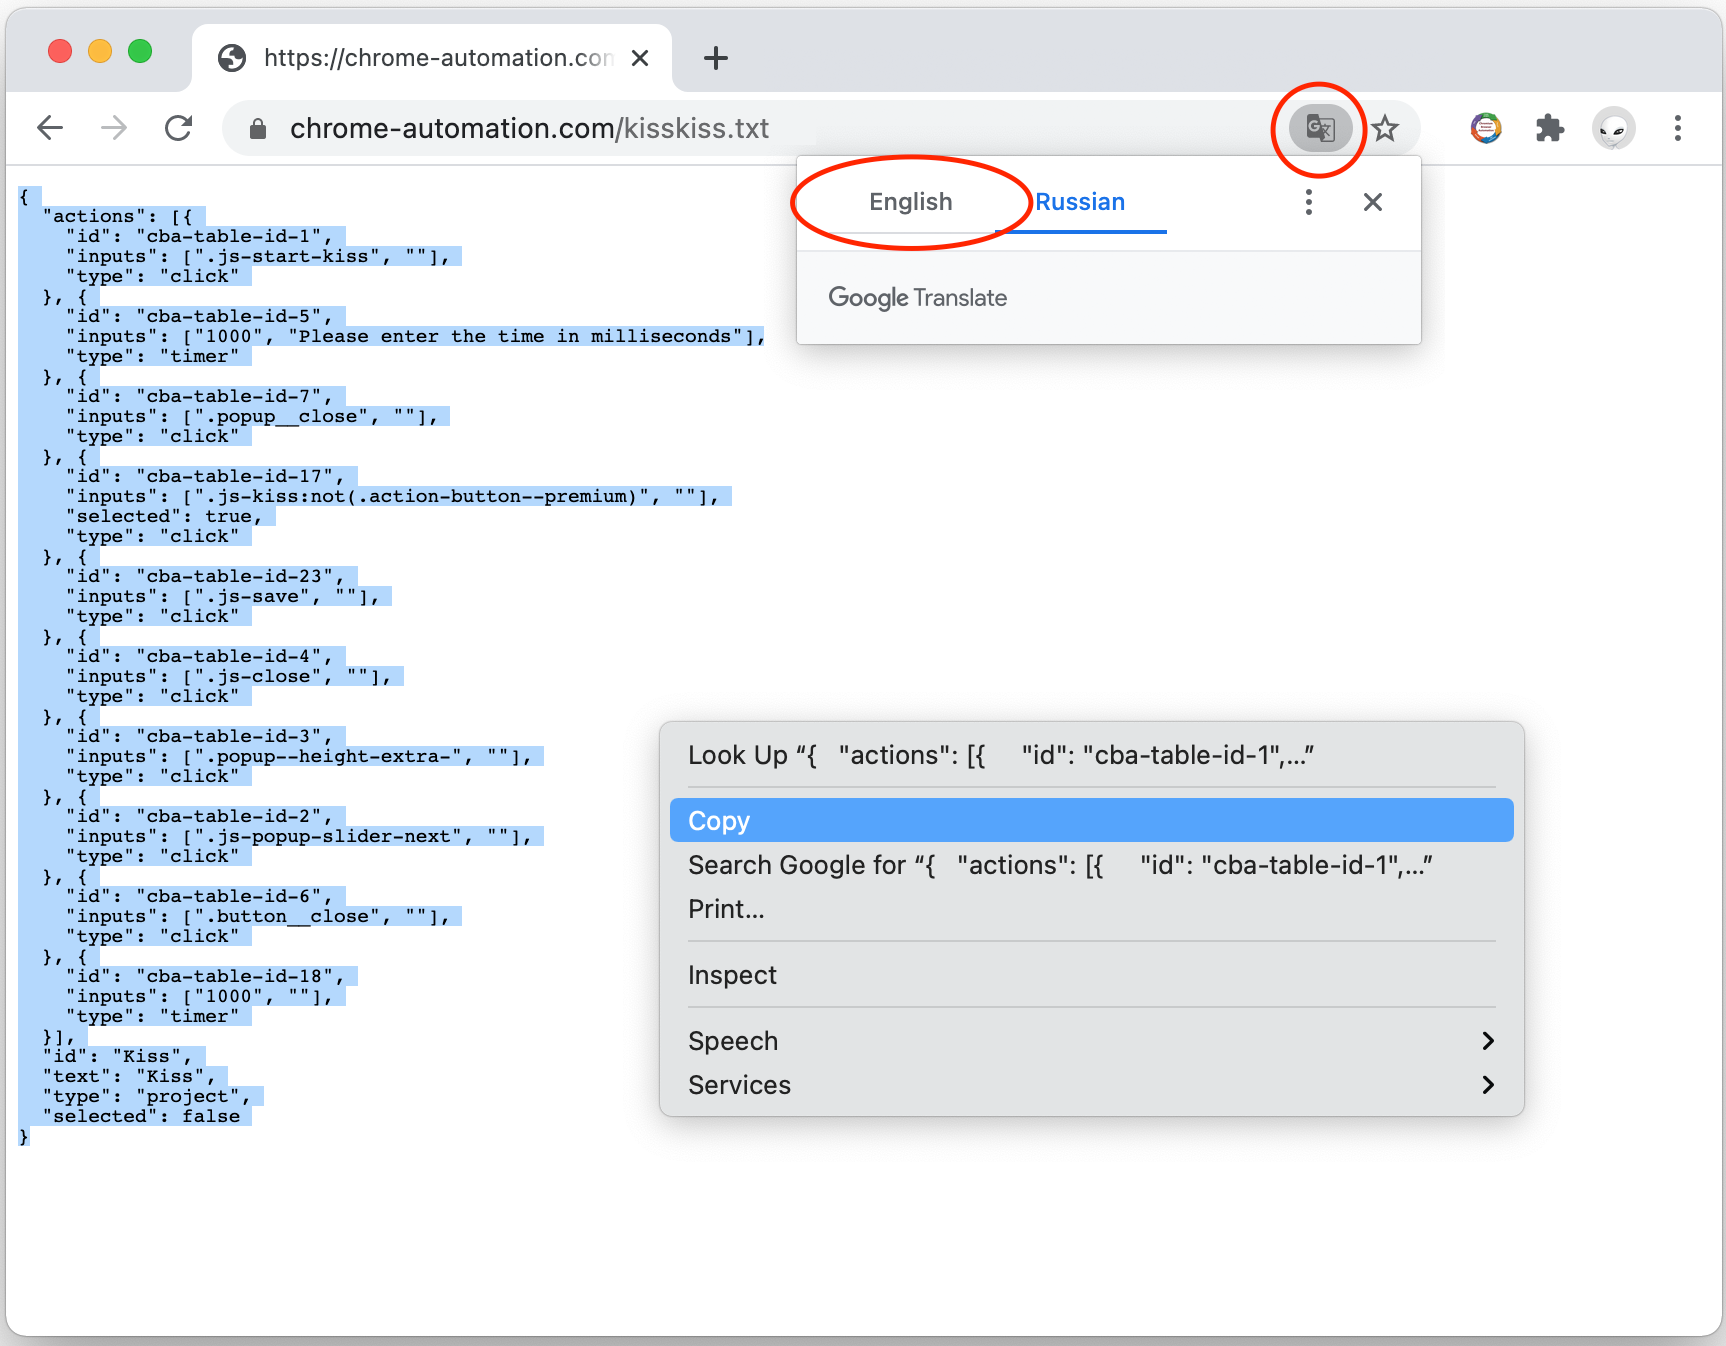 https://chrome-automation.con
chrome-automation.com/kisskiss.txt
English
Russian
Google Translate
{
  "actions": [{
    "id": "cba-table-id-1",
    "inputs": [".js-start-kiss", ""],
    "type": "click"
  }, {
    "id": "cba-table-id-5",
    "inputs": ["1000", "Please enter the time in milliseconds"],
    "type": "timer"
  }, {
    "id": "cba-table-id-7",
    "inputs": [".popup__close", ""],
    "type": "click"
  }, {
    "id": "cba-table-id-17",
    "inputs": [".js-kiss:not(.action-button--premium)", ""],
    "selected": true,
    "type": "click"
  }, {
    "id": "cba-table-id-23",
    "inputs": [".js-save", ""],
    "type": "click"
  }, {
    "id": "cba-table-id-4",
    "inputs": [".js-close", ""],
    "type": "click"
  }, {
    "id": "cba-table-id-3",
    "inputs": [".popup--height-extra-", ""],
    "type": "click"
  }, {
    "id": "cba-table-id-2",
    "inputs": [".js-popup-slider-next", ""],
    "type": "click"
  }, {
    "id": "cba-table-id-6",
    "inputs": [".button__close", ""],
    "type": "click"
  }, {
    "id": "cba-table-id-18",
    "inputs": ["1000", ""],
    "type": "timer"
  }],
  "id": "Kiss",
  "text": "Kiss",
  "type": "project",
  "selected": false
}
Look Up “{   "actions": [{     "id": "cba-table-id-1",...”
Copy
Search Google for “{   "actions": [{     "id": "cba-table-id-1",...”
Print...
Inspect
Speech
Services